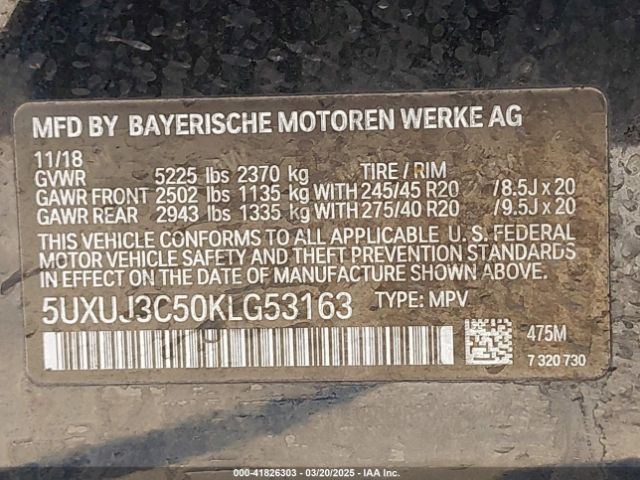 MFD BY BAYERISCHE MOTOREN WERKE AG
11/18
GVWR 5225 lbs 2370 kg TIRE / RIM
GAWR FRONT 2502 lbs 1135 kg WITH 245/45 R20 /8.5J x 20
GAWR REAR 2943 lbs 1335 kg WITH 275/40 R20 /9.5J x 20
THIS VEHICLE CONFORMS TO ALL APPLICABLE U. S. FEDERAL
MOTOR VEHICLE SAFETY AND THEFT PREVENTION STANDARDS
IN EFFECT ON THE DATE OF MANUFACTURE SHOWN ABOVE.
5UXUJ3C50KLG53163 TYPE: MPV
475M
7 320 730
000-41826303 — 03/20/2025 — IAA Inc.